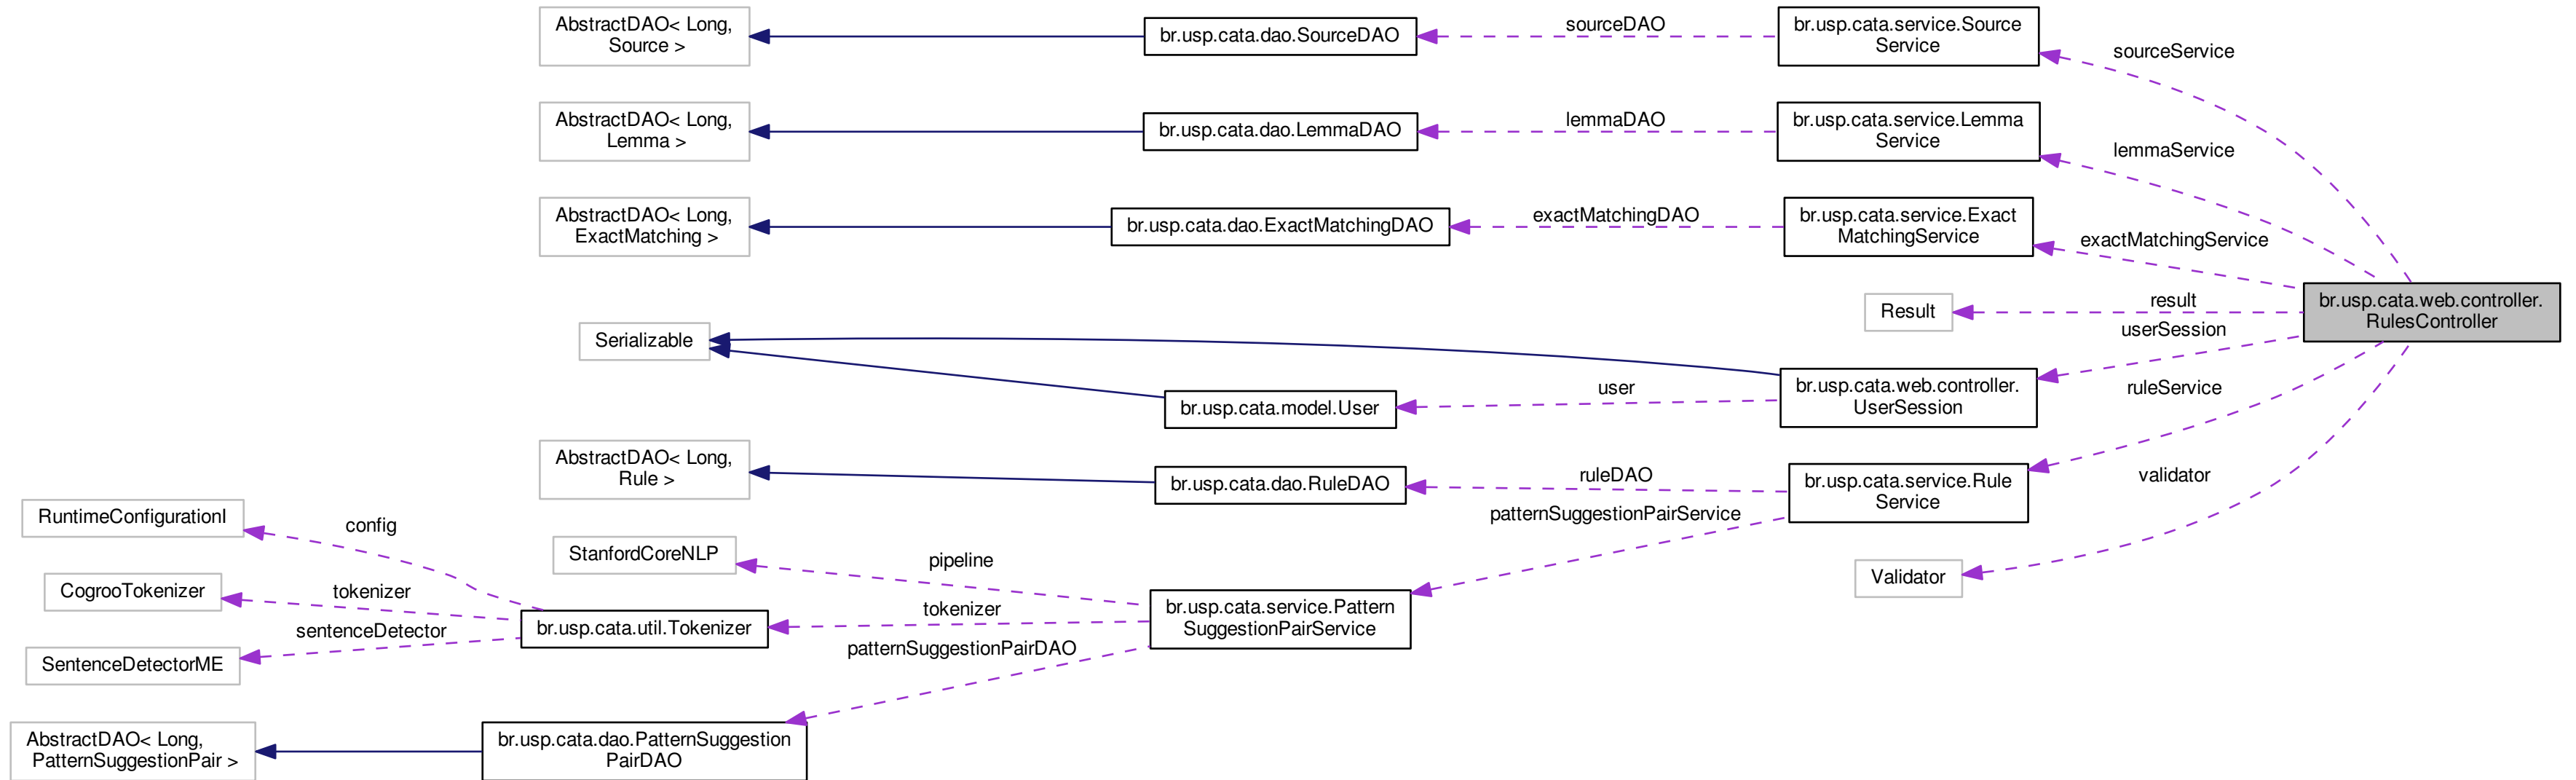 AbstractDAO< Long,
Source >
br.usp.cata.dao.SourceDAO
sourceDAO
br.usp.cata.service.Source
Service
sourceService
AbstractDAO< Long,
Lemma >
br.usp.cata.dao.LemmaDAO
lemmaDAO
br.usp.cata.service.Lemma
Service
lemmaService
AbstractDAO< Long,
ExactMatching >
br.usp.cata.dao.ExactMatchingDAO
exactMatchingDAO
br.usp.cata.service.Exact
MatchingService
exactMatchingService
Result
result
br.usp.cata.web.controller.
RulesController
Serializable
userSession
br.usp.cata.model.User
user
br.usp.cata.web.controller.
UserSession
ruleService
AbstractDAO< Long,
Rule >
br.usp.cata.dao.RuleDAO
ruleDAO
br.usp.cata.service.Rule
Service
validator
patternSuggestionPairService
RuntimeConfigurationI
config
StanfordCoreNLP
pipeline
Validator
CogrooTokenizer
tokenizer
br.usp.cata.util.Tokenizer
tokenizer
br.usp.cata.service.Pattern
SuggestionPairService
sentenceDetector
SentenceDetectorME
patternSuggestionPairDAO
AbstractDAO< Long,
PatternSuggestionPair >
br.usp.cata.dao.PatternSuggestion
PairDAO